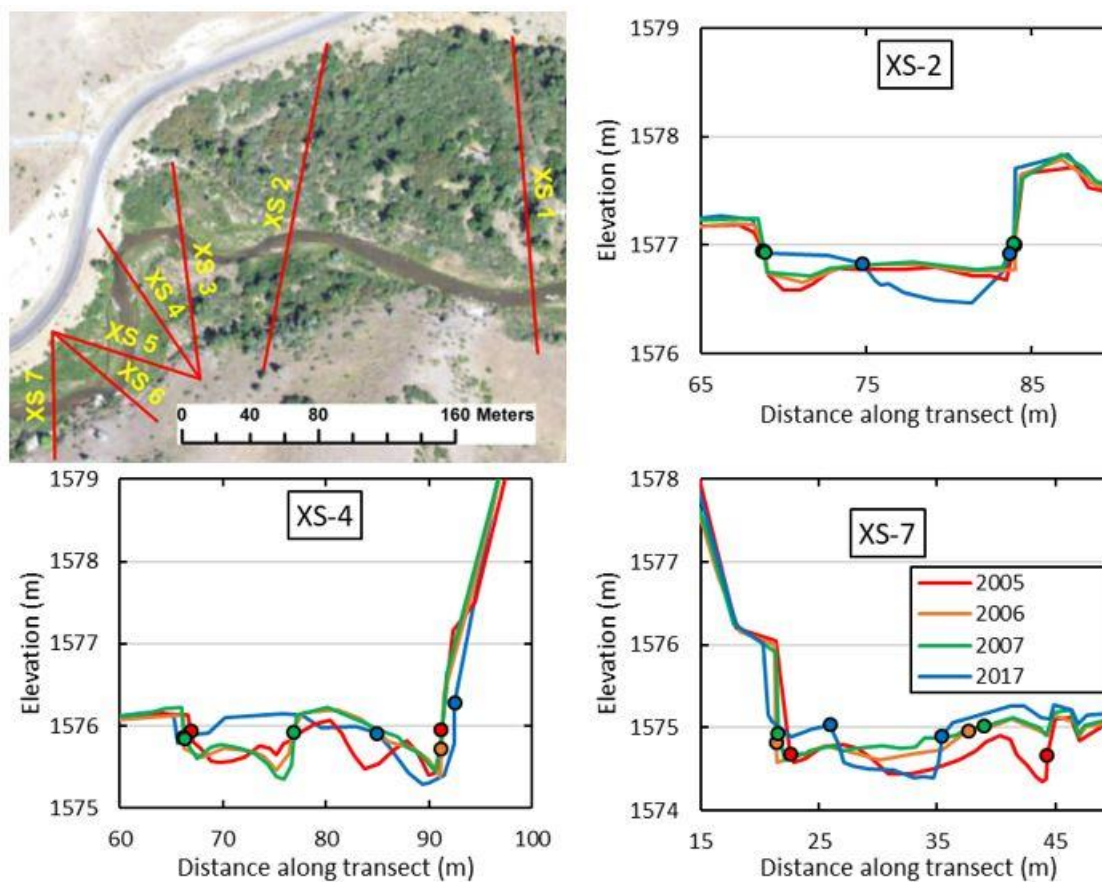 XS 1
XS 2
XS 3
XS 4
XS 5
XS 6
XS 7
0 40 80 160 Meters
XS-2
Elevation (m)
1579
1578
1577
1576
65 75 85
Distance along transect (m)
XS-4
Elevation (m)
1579
1578
1577
1576
1575
60 70 80 90 100
Distance along transect (m)
XS-7
Elevation (m)
1578
1577
1576
1575
1574
15 25 35 45
Distance along transect (m)
2005
2006
2007
2017